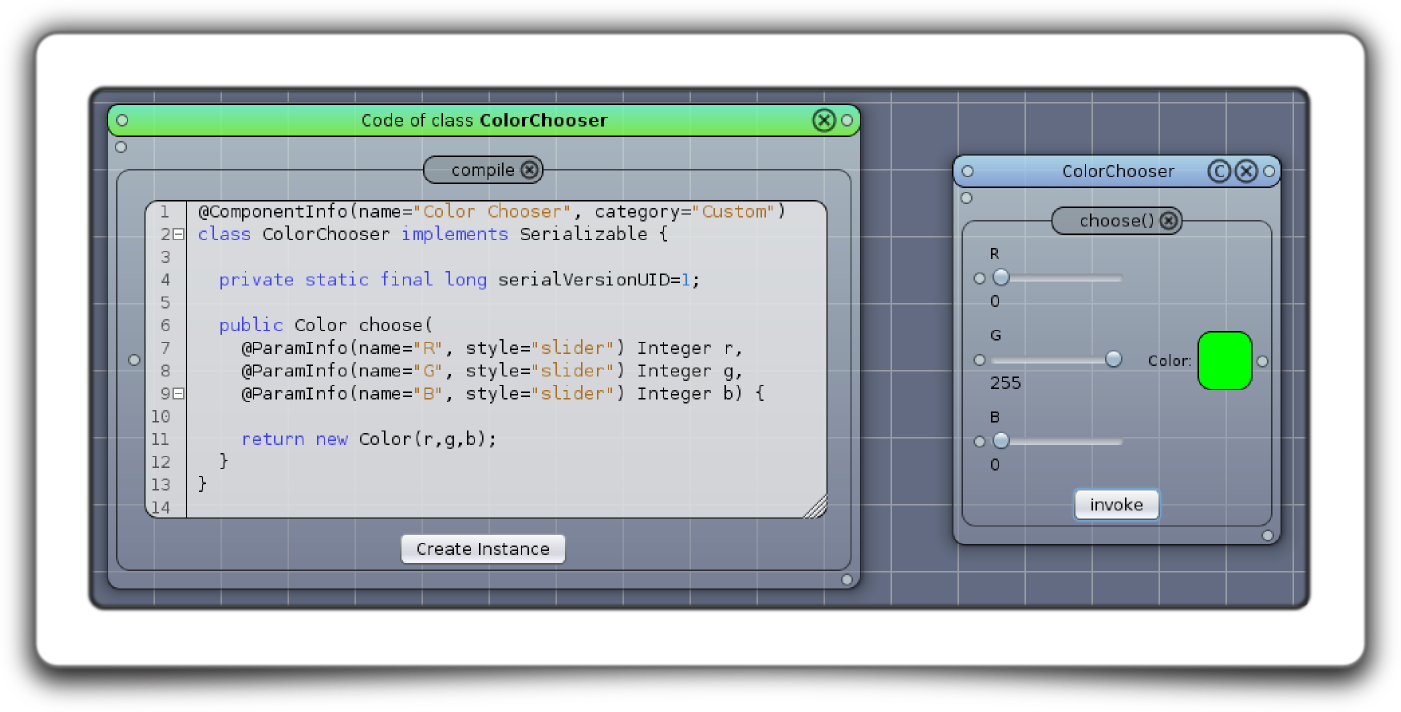 Code of class ColorChooser
compile
1 @ComponentInfo(name="Color Chooser", category="Custom")
2 class ColorChooser implements Serializable {
3
4   private static final long serialVersionUID=1;
5
6   public Color choose(
7     @ParamInfo(name="R", style="slider") Integer r,
8     @ParamInfo(name="G", style="slider") Integer g,
9     @ParamInfo(name="B", style="slider") Integer b) {
10
11     return new Color(r,g,b);
12   }
13 }
14
Create Instance
ColorChooser C
choose()
R
0
G
255
B
0
Color:
invoke